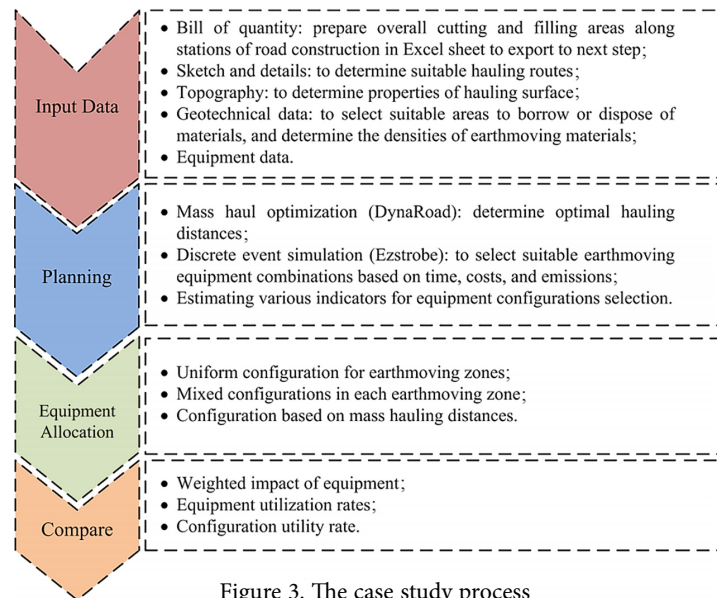 Input Data
• Bill of quantity: prepare overall cutting and filling areas along
stations of road construction in Excel sheet to export to next step;
• Sketch and details: to determine suitable hauling routes;
• Topography: to determine properties of hauling surface;
• Geotechnical data: to select suitable areas to borrow or dispose of
materials, and determine the densities of earthmoving materials;
• Equipment data.
Planning
• Mass haul optimization (DynaRoad): determine optimal hauling
distances;
• Discrete event simulation (Ezstrobe): to select suitable earthmoving
equipment combinations based on time, costs, and emissions;
• Estimating various indicators for equipment configurations selection.
Equipment
Allocation
• Uniform configuration for earthmoving zones;
• Mixed configurations in each earthmoving zone;
• Configuration based on mass hauling distances.
Compare
• Weighted impact of equipment;
• Equipment utilization rates;
• Configuration utility rate.
Figure 3. The case study process